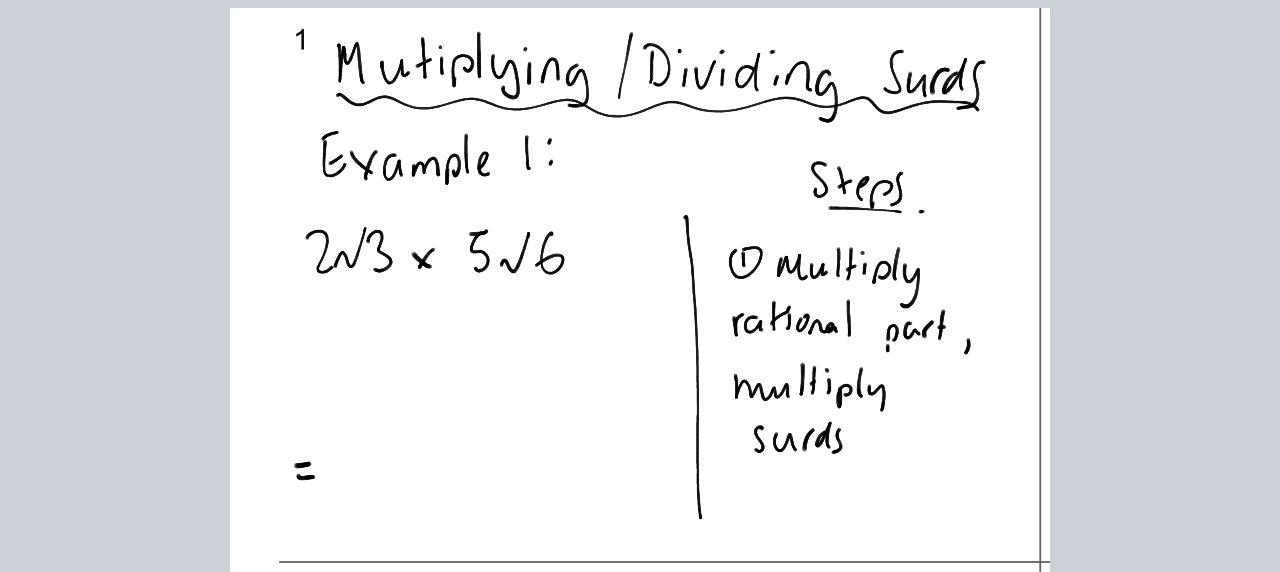 1
Mutiplying / Dividing Surds
Example 1:
Steps.
2√3 × 5√6
① Multiply
rational part,
multiply
surds
=